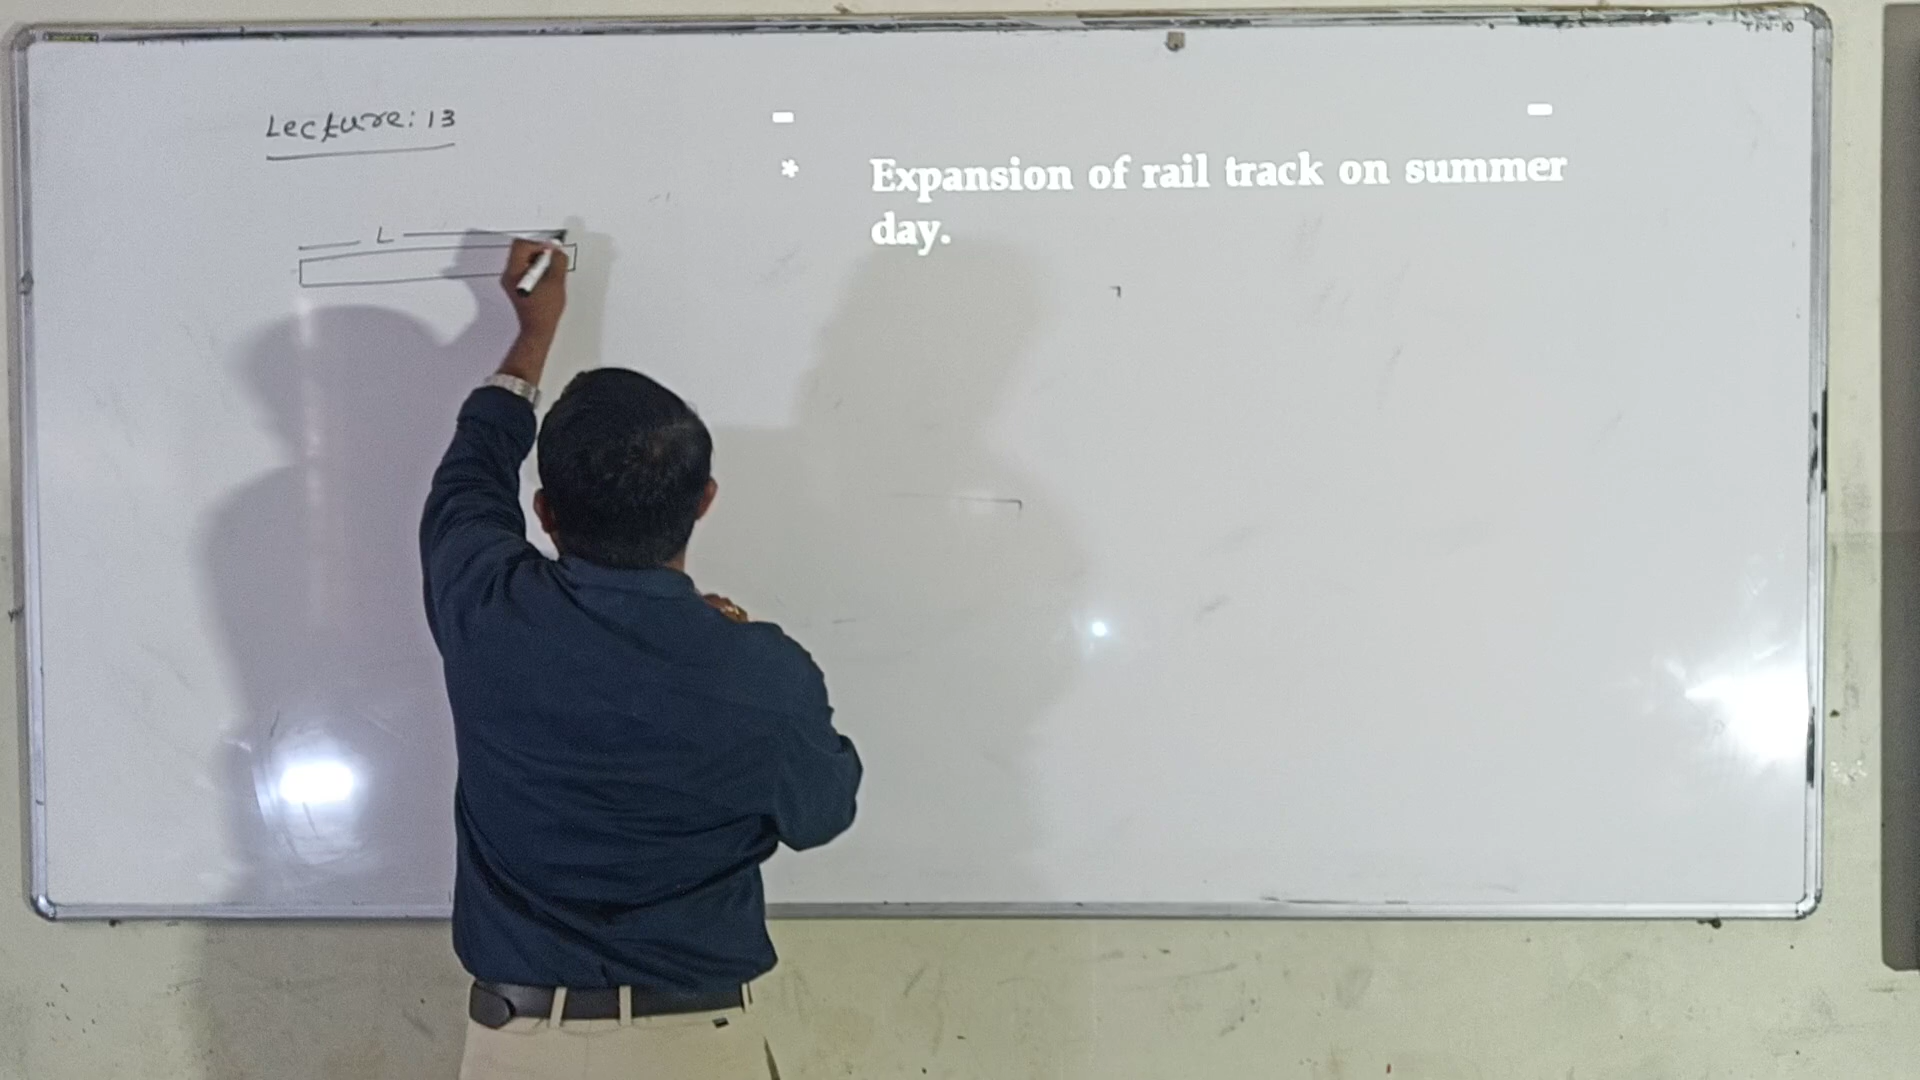 Lecture: 13
L
* Expansion of rail track on summer
day.